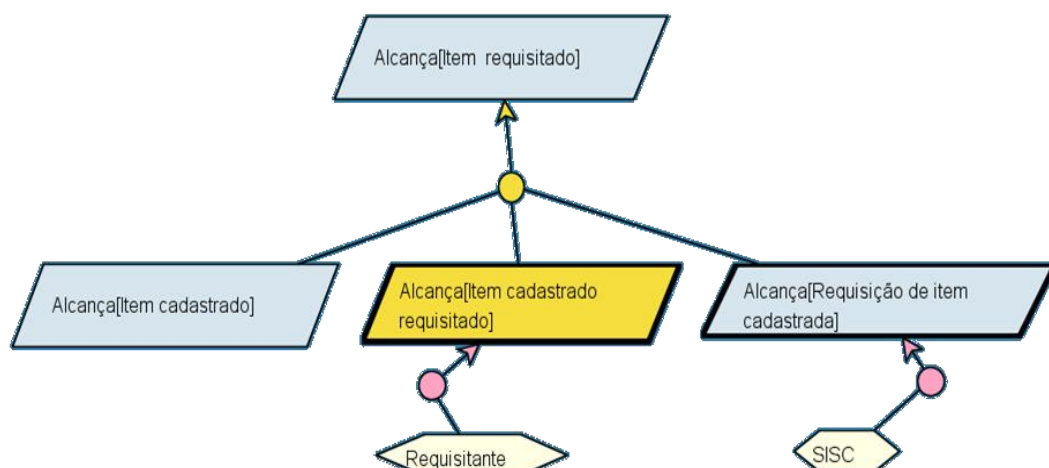 Alcança[Item requisitado]
Alcança[Item cadastrado]
Alcança[Item cadastrado
requisitado]
Alcança[Requisição de item
cadastrada]
Requisitante
SISC